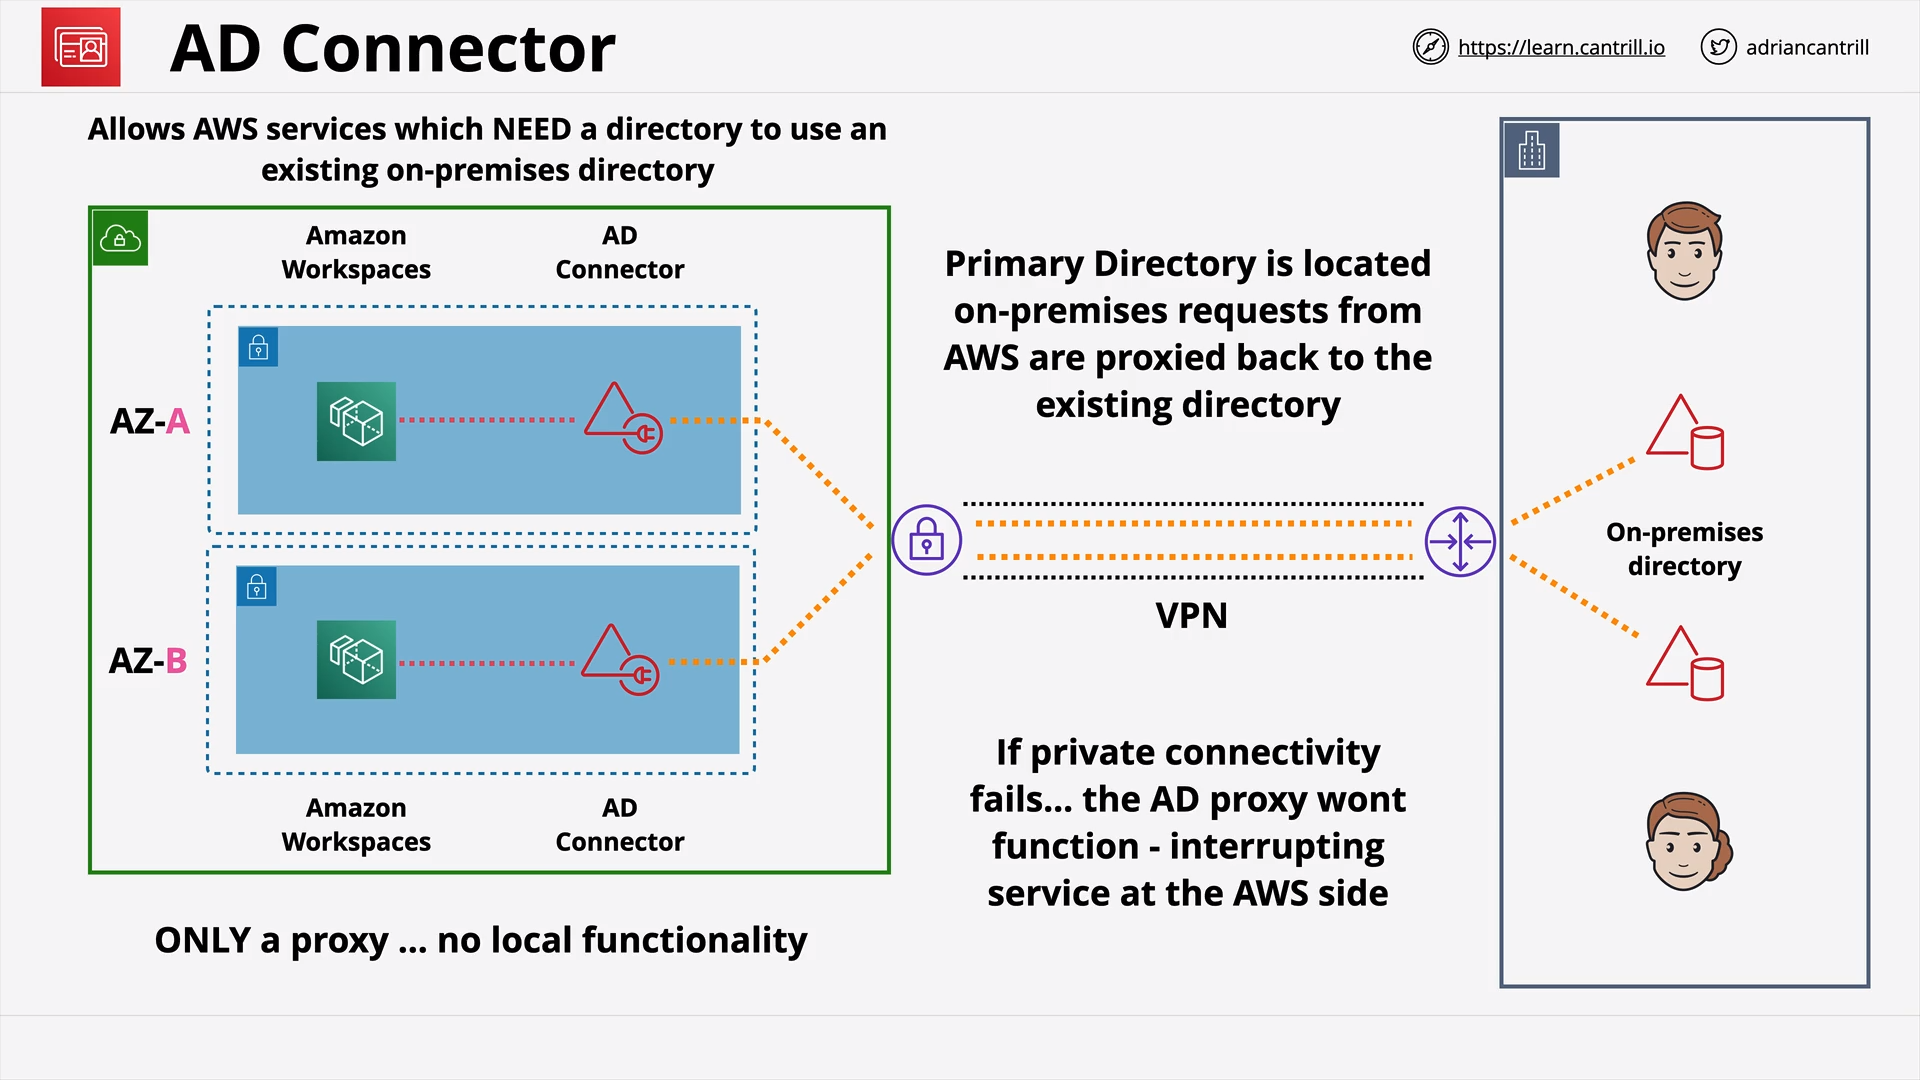 AD Connector
https://learn.cantrill.io
adriancantrill
Allows AWS services which NEED a directory to use an
existing on-premises directory
Amazon
Workspaces
AD
Connector
AZ-A
AZ-B
Amazon
Workspaces
AD
Connector
ONLY a proxy ... no local functionality
Primary Directory is located
on-premises requests from
AWS are proxied back to the
existing directory
VPN
If private connectivity
fails... the AD proxy wont
function - interrupting
service at the AWS side
On-premises
directory